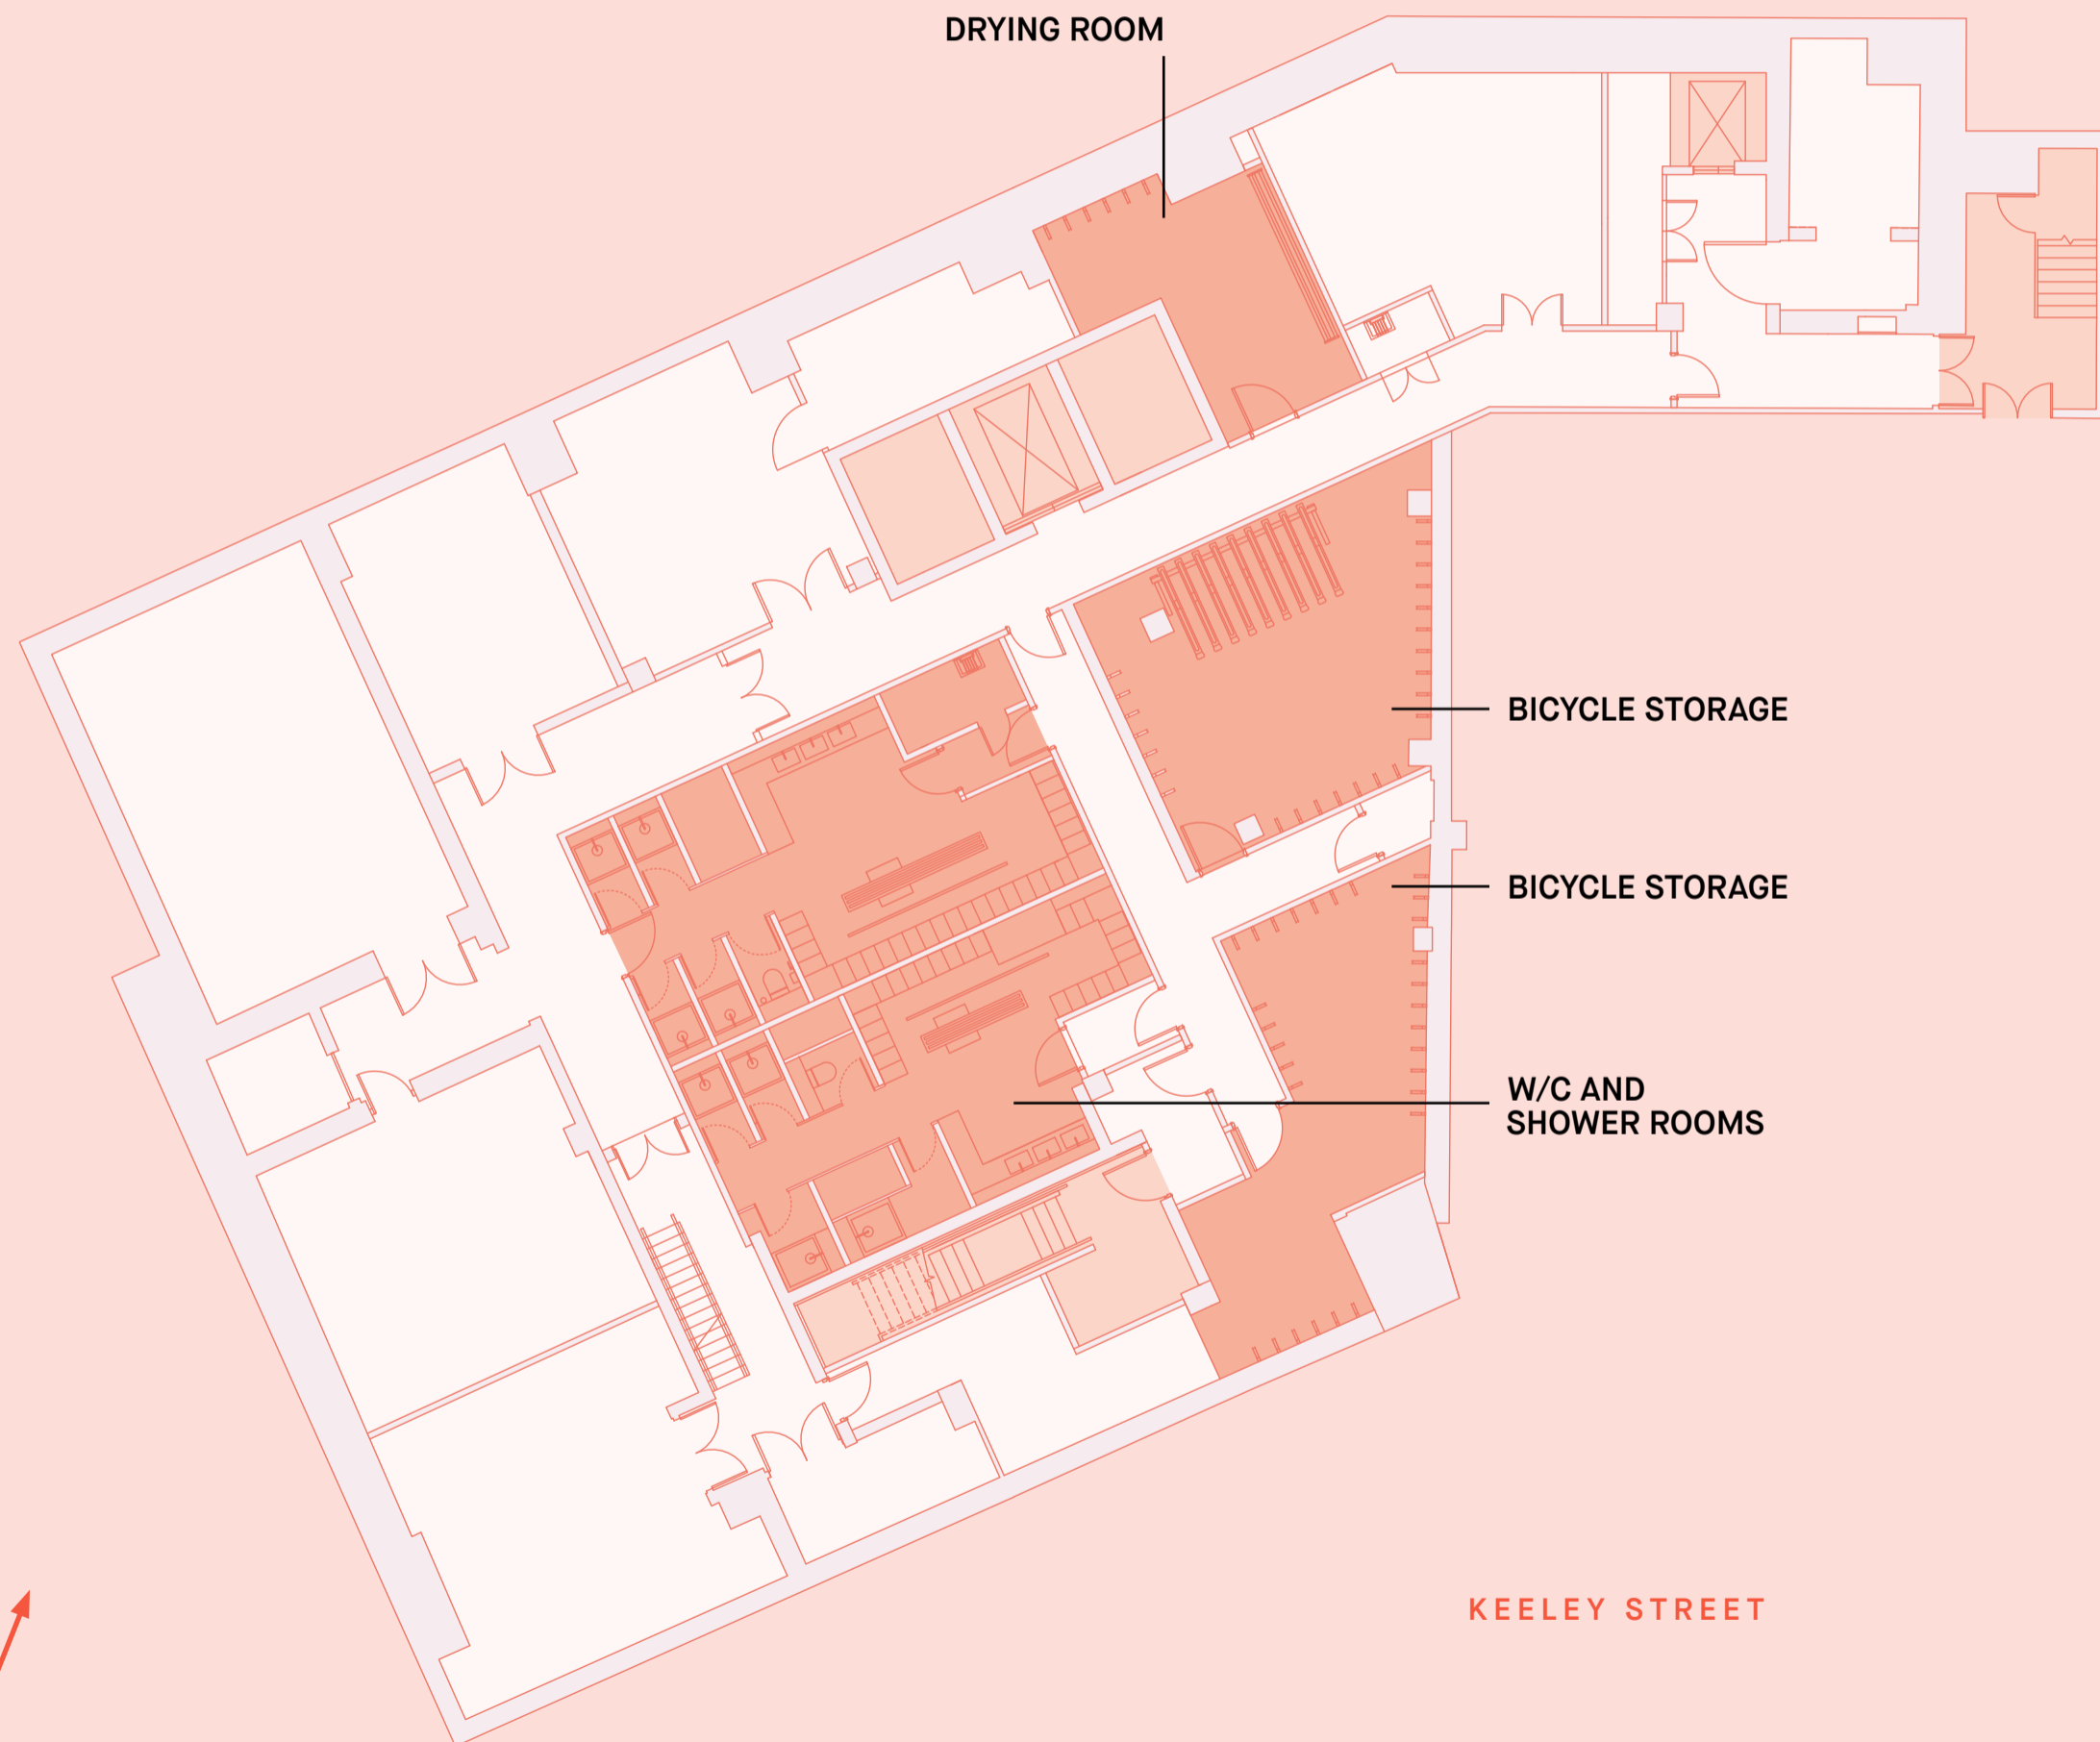 DRYING ROOM
BICYCLE STORAGE
BICYCLE STORAGE
W/C AND
SHOWER ROOMS
KEELEY STREET